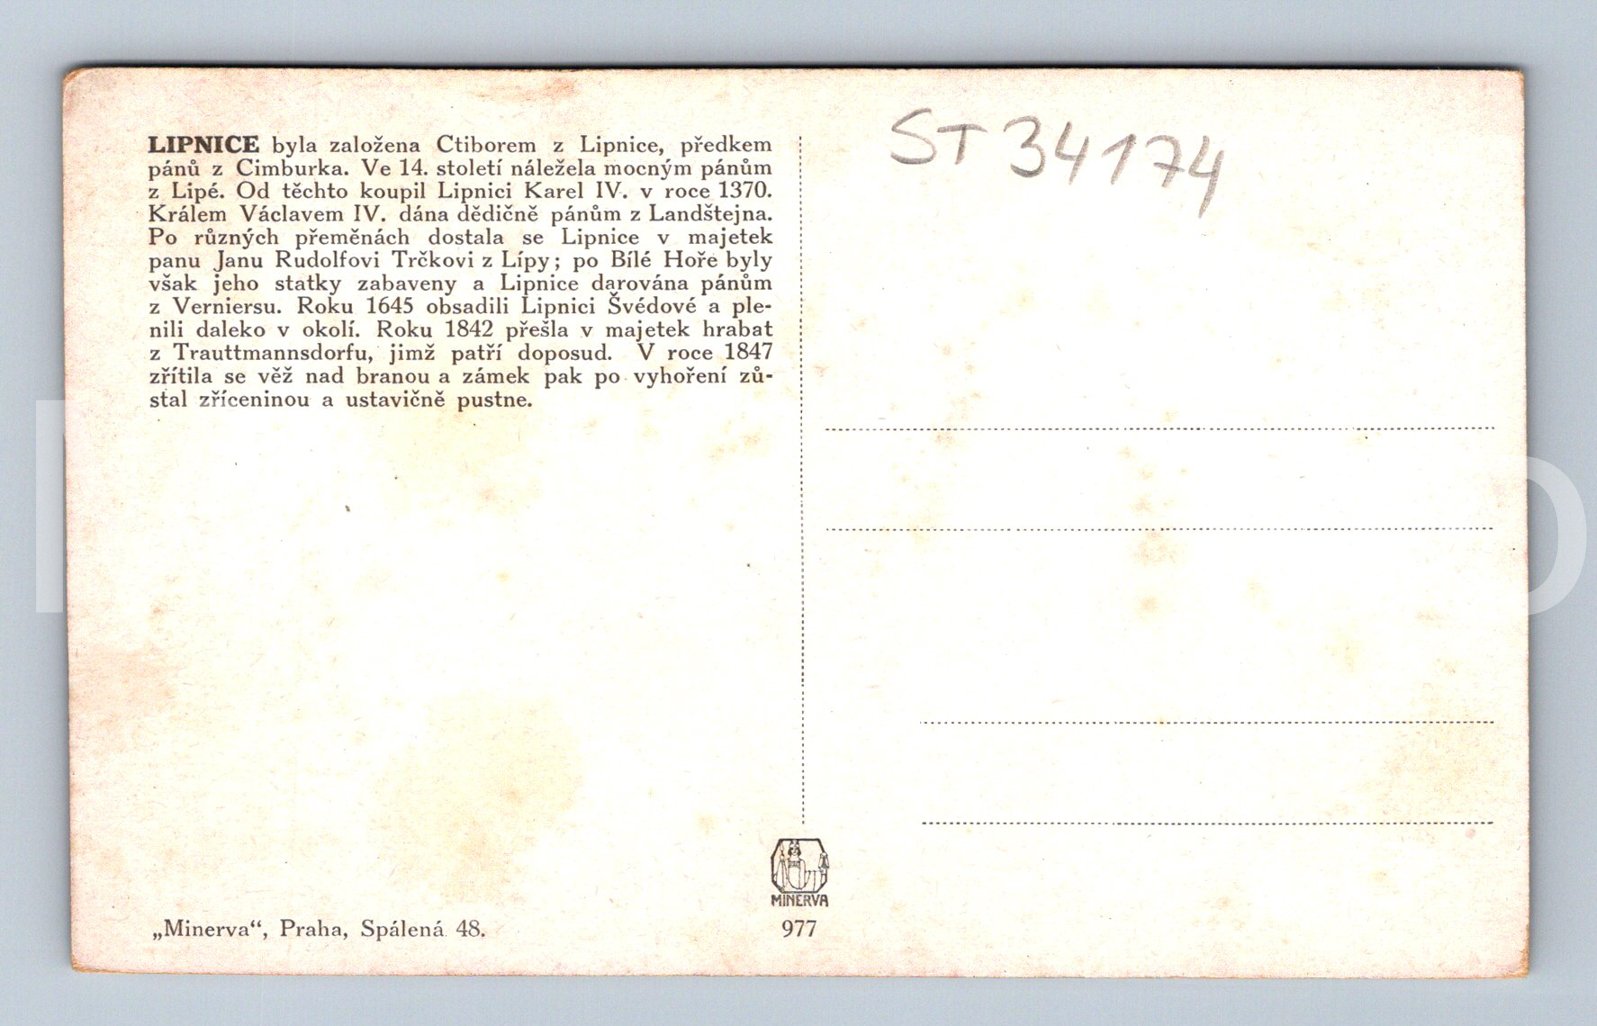 LIPNICE byla založena Ctiborem z Lipnice, předkem
pánů z Cimburka. Ve 14. století náležela mocným pánům
z Lipé. Od těchto koupil Lipnici Karel IV. v roce 1370.
Králem Václavem IV. dána dědičně pánům z Landštejna.
Po různých přeměnách dostala se Lipnice v majetek
panu Janu Rudolfovi Trčkovi z Lípy; po Bílé Hoře byly
však jeho statky zabaveny a Lipnice darována pánům
z Verniersu. Roku 1645 obsadili Lipnici Švédové a ple-
nili daleko v okolí. Roku 1842 přešla v majetek hrabat
z Trauttmannsdorfu, jimž patří doposud. V roce 1847
zřítila se věž nad branou a zámek pak po vyhoření zů-
stal zříceninou a ustavičně pustne.
„Minerva“, Praha, Spálená 48.
ST 34174
MINERVA
977